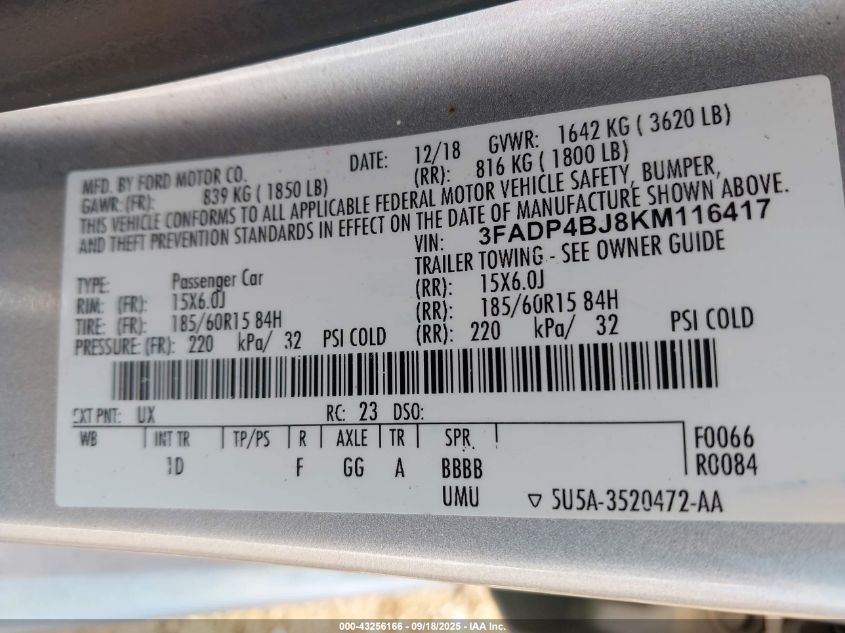 MFD. BY FORD MOTOR CO. DATE: 12/18 GVWR: 1642 KG ( 3620 LB)
GAWR: (FR): 839 KG ( 1850 LB) (RR): 816 KG ( 1800 LB)
THIS VEHICLE CONFORMS TO ALL APPLICABLE FEDERAL MOTOR VEHICLE SAFETY, BUMPER,
AND THEFT PREVENTION STANDARDS IN EFFECT ON THE DATE OF MANUFACTURE SHOWN ABOVE.
VIN: 3FADP4BJ8KM116417
TYPE: Passenger Car TRAILER TOWING - SEE OWNER GUIDE
RIM: (FR): 15X6.0J (RR): 15X6.0J
TIRE: (FR): 185/60R15 84H (RR): 185/60R15 84H
PRESSURE: (FR): 220 kPa/ 32 PSI COLD (RR): 220 kPa/ 32 PSI COLD
EXT PNT: UX RC: 23 DSO:
WB INT TR TP/PS R AXLE TR SPR F0066
1D F GG A BBBB R0084
UMU ▽ 5U5A-3520472-AA
000-43256166 - 09/18/2025 - IAA Inc.